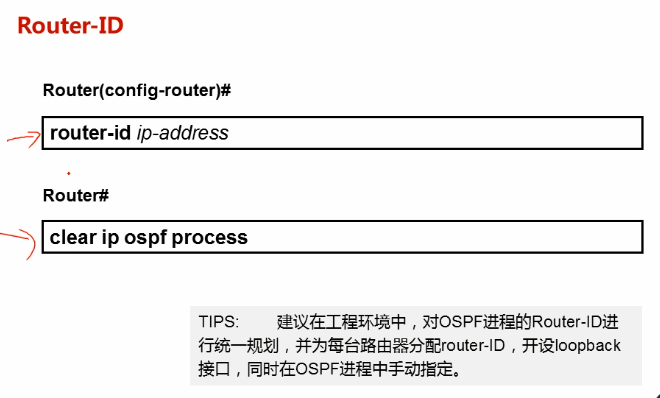 Router-ID
Router(config-router)#
router-id ip-address
Router#
clear ip ospf process
TIPS: 建议在工程环境中，对OSPF进程的Router-ID进
行统一规划，并为每台路由器分配router-ID，开设loopback
接口，同时在OSPF进程中手动指定。